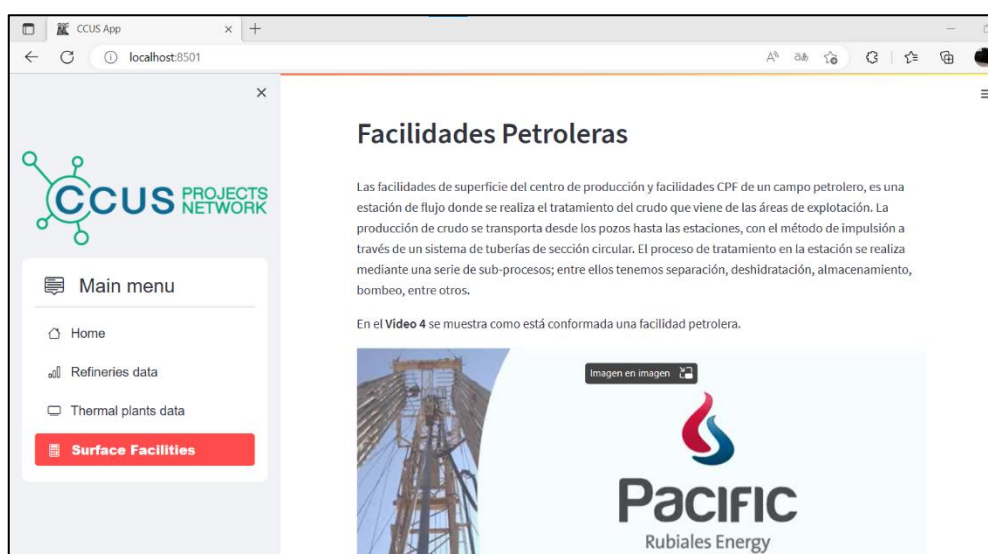 CCUS App
localhost:8501
CCUS PROJECTS NETWORK
Main menu
Home
Refineries data
Thermal plants data
Surface Facilities
Facilidades Petroleras
Las facilidades de superficie del centro de producción y facilidades CPF de un campo petrolero, es una
estación de flujo donde se realiza el tratamiento del crudo que viene de las áreas de explotación. La
producción de crudo se transporta desde los pozos hasta las estaciones, con el método de impulsión a
través de un sistema de tuberías de sección circular. El proceso de tratamiento en la estación se realiza
mediante una serie de sub-procesos; entre ellos tenemos separación, deshidratación, almacenamiento,
bombeo, entre otros.
En el Video 4 se muestra como está conformada una facilidad petrolera.
Imagen en imagen
Pacific
Rubiales Energy